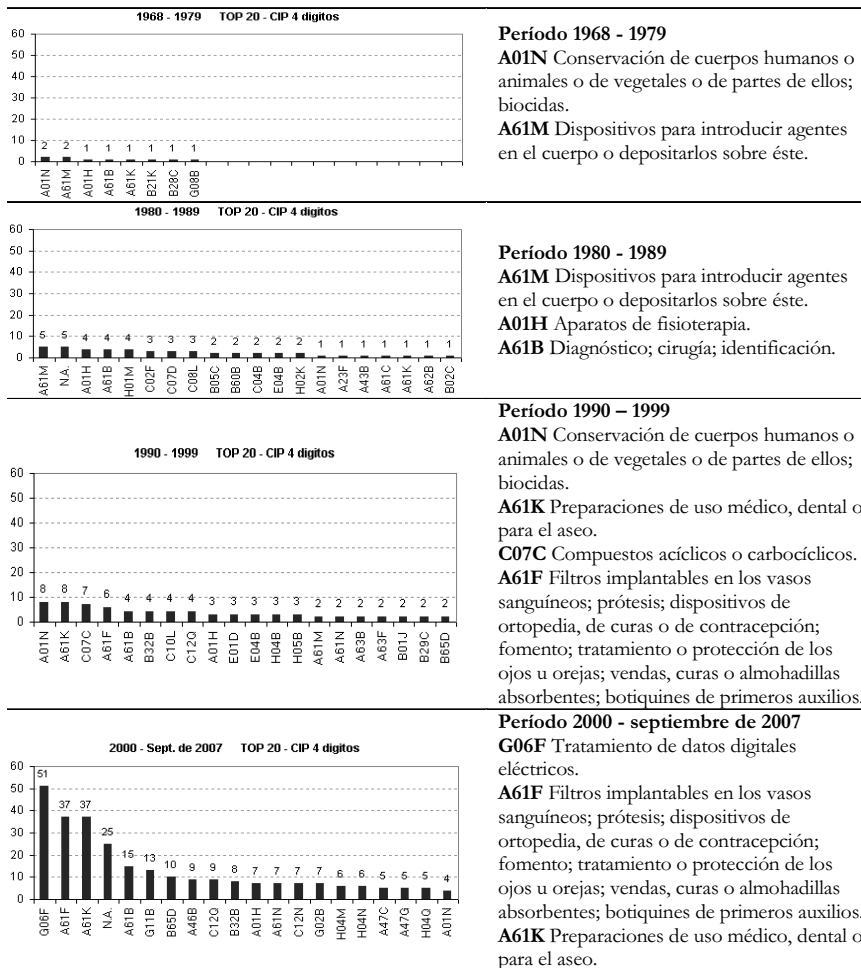 1968 - 1979 TOP 20 - CIP 4 digitos
60
50
40
30
20
10
0
2 2 1 1 1 1 1 1
A01N A61M A01H A61B A61K B21K B28C G08B
Período 1968 - 1979
A01N Conservación de cuerpos humanos o
animales o de vegetales o de partes de ellos;
biocidas.
A61M Dispositivos para introducir agentes
en el cuerpo o depositarlos sobre éste.
1980 - 1989 TOP 20 - CIP 4 digitos
60
50
40
30
20
10
0
5 5 4 4 4 3 3 3 2 2 2 2 2 1 1 1 1 1 1 1
A61M N.A. A01H A61B H01M C02F C07D C08L B05C B60B C04B E04B H02K A01N A23F A43B A61C A61K A62B B02C
Período 1980 - 1989
A61M Dispositivos para introducir agentes
en el cuerpo o depositarlos sobre éste.
A01H Aparatos de fisioterapia.
A61B Diagnóstico; cirugía; identificación.
1990 - 1999 TOP 20 - CIP 4 digitos
60
50
40
30
20
10
0
8 8 7 6 4 4 4 4 3 3 3 3 3 2 2 2 2 2 2 2
A01N A61K C07C A61F A61B B32B C10L C12Q A01H E01D E04B H04B H05B A61M A61N A63B A63F B01J B29C B65D
Período 1990 – 1999
A01N Conservación de cuerpos humanos o
animales o de vegetales o de partes de ellos;
biocidas.
A61K Preparaciones de uso médico, dental o
para el aseo.
C07C Compuestos acíclicos o carbocíclicos.
A61F Filtros implantables en los vasos
sanguíneos; prótesis; dispositivos de
ortopedia, de curas o de contracepción;
fomento; tratamiento o protección de los
ojos u orejas; vendas, curas o almohadillas
absorbentes; botiquines de primeros auxilios.
2000 - Sept. de 2007 TOP 20 - CIP 4 digitos
60
50
40
30
20
10
0
51 37 37 25 15 13 10 9 9 8 7 7 7 7 6 6 5 5 5 4
G06F A61F A61K N.A. A61B G11B B65D A46B C12Q B32B A01H A61N C12N G02B H04M H04N A47C A47G H04Q A01N
Período 2000 - septiembre de 2007
G06F Tratamiento de datos digitales
eléctricos.
A61F Filtros implantables en los vasos
sanguíneos; prótesis; dispositivos de
ortopedia, de curas o de contracepción;
fomento; tratamiento o protección de los
ojos u orejas; vendas, curas o almohadillas
absorbentes; botiquines de primeros auxilios.
A61K Preparaciones de uso médico, dental o
para el aseo.